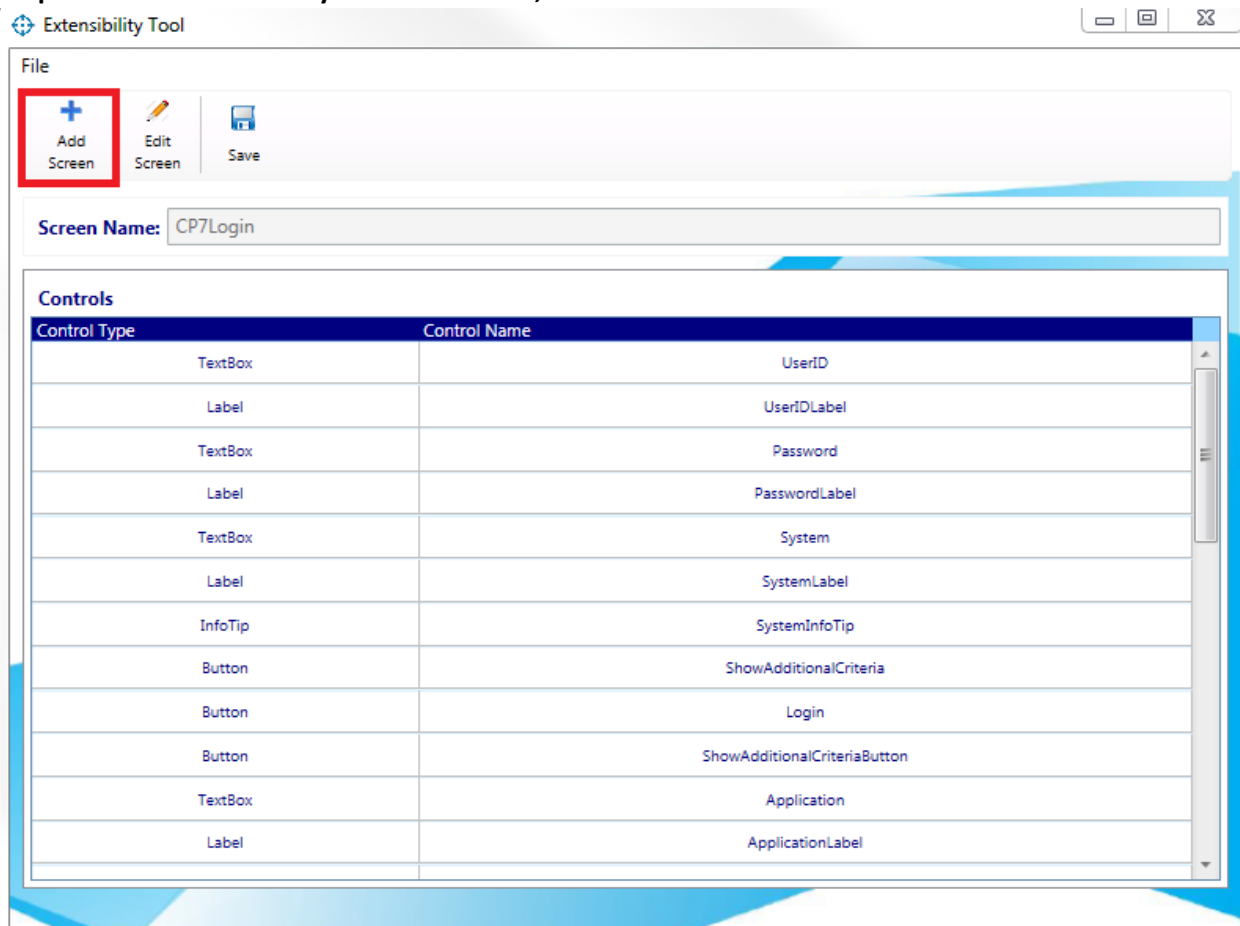 Extensibility Tool
File
Add Screen
Edit Screen
Save
Screen Name: CP7Login
Controls
Control Type Control Name
TextBox UserID
Label UserIDLabel
TextBox Password
Label PasswordLabel
TextBox System
Label SystemLabel
InfoTip SystemInfoTip
Button ShowAdditionalCriteria
Button Login
Button ShowAdditionalCriteriaButton
TextBox Application
Label ApplicationLabel